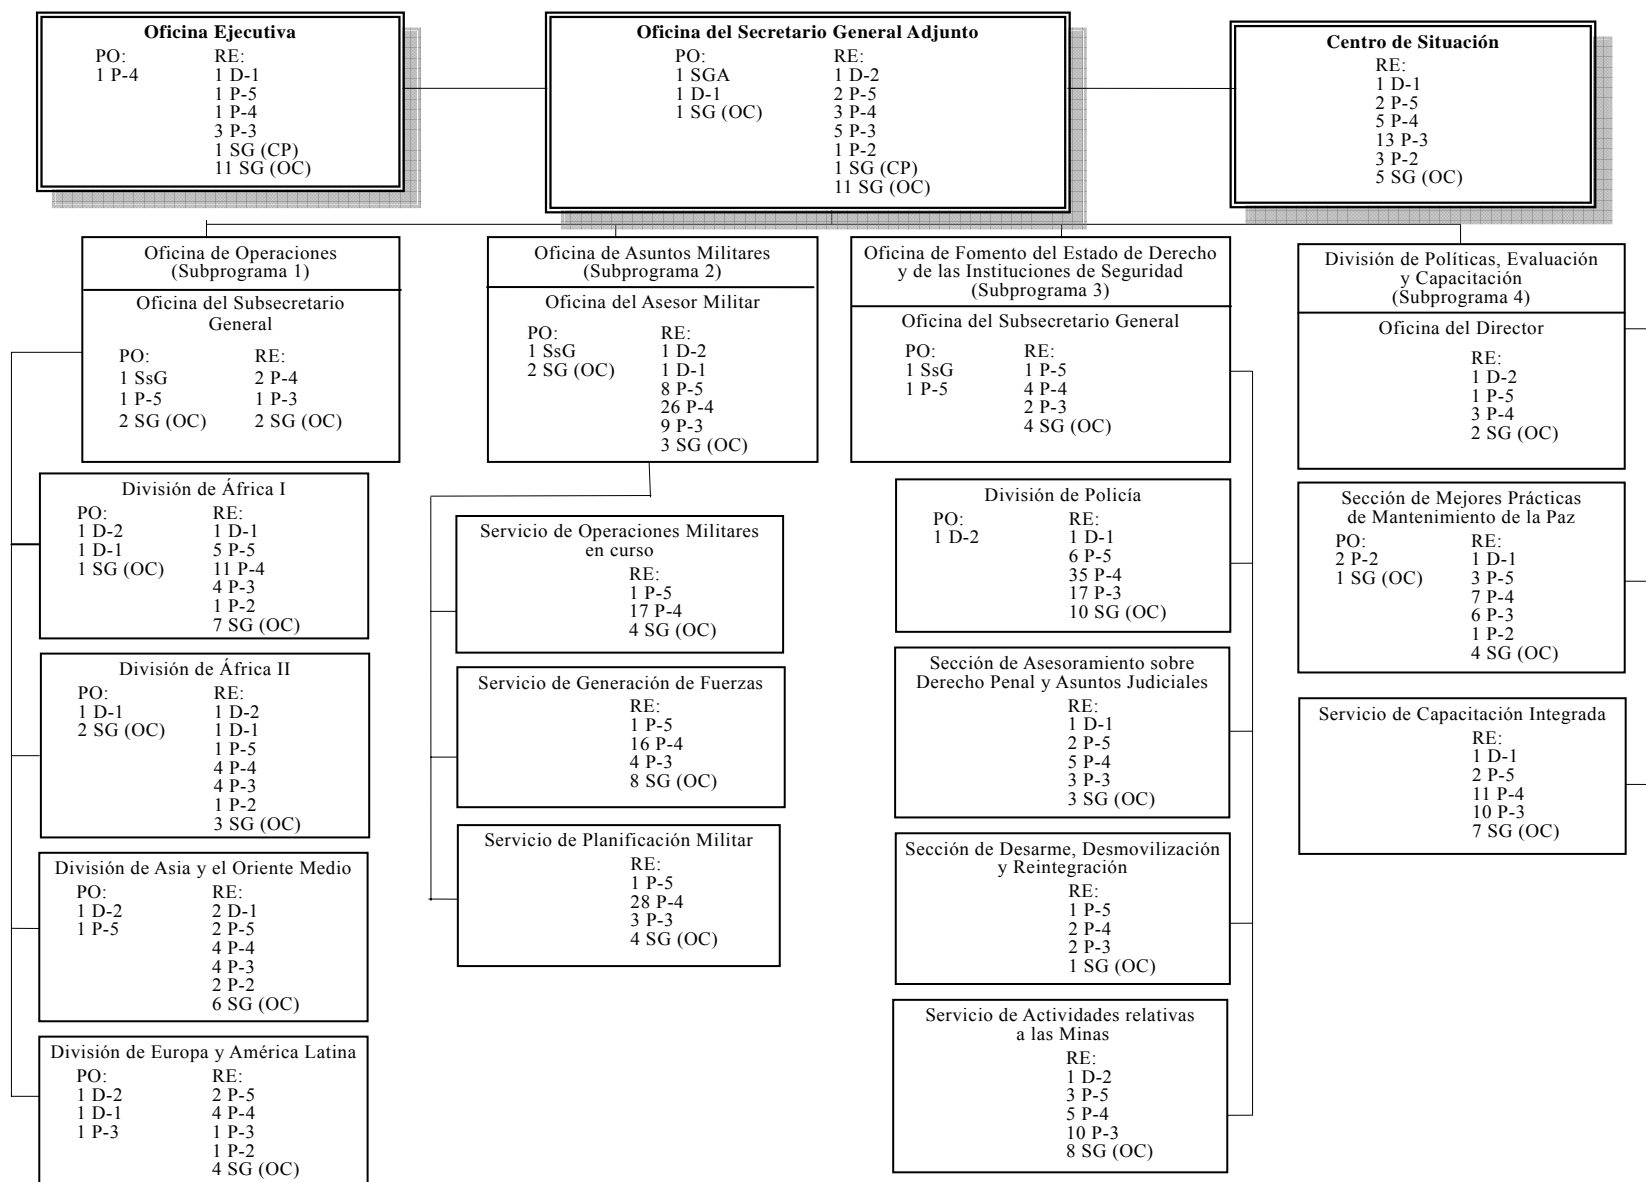 Oficina Ejecutiva
PO:
1 P-4
RE:
1 D-1
1 P-5
1 P-4
3 P-3
1 SG (CP)
11 SG (OC)
Oficina del Secretario General Adjunto
PO:
1 SGA
1 D-1
1 SG (OC)
RE:
1 D-2
2 P-5
3 P-4
5 P-3
1 P-2
1 SG (CP)
11 SG (OC)
Centro de Situación
RE:
1 D-1
2 P-5
5 P-4
13 P-3
3 P-2
5 SG (OC)
Oficina de Operaciones
(Subprograma 1)
Oficina del Subsecretario
General
PO:
1 SsG
1 P-5
2 SG (OC)
RE:
2 P-4
1 P-3
2 SG (OC)
División de África I
PO:
1 D-2
1 D-1
1 SG (OC)
RE:
1 D-1
5 P-5
11 P-4
4 P-3
1 P-2
7 SG (OC)
División de África II
PO:
1 D-1
2 SG (OC)
RE:
1 D-2
1 D-1
1 P-5
4 P-4
4 P-3
1 P-2
3 SG (OC)
División de Asia y el Oriente Medio
PO:
1 D-2
1 P-5
RE:
2 D-1
2 P-5
4 P-4
4 P-3
2 P-2
6 SG (OC)
División de Europa y América Latina
PO:
1 D-2
1 D-1
1 P-3
RE:
2 P-5
4 P-4
1 P-3
1 P-2
4 SG (OC)
Oficina de Asuntos Militares
(Subprograma 2)
Oficina del Asesor Militar
PO:
1 SsG
2 SG (OC)
RE:
1 D-2
1 D-1
8 P-5
26 P-4
9 P-3
3 SG (OC)
Servicio de Operaciones Militares
en curso
RE:
1 P-5
17 P-4
4 SG (OC)
Servicio de Generación de Fuerzas
RE:
1 P-5
16 P-4
4 P-3
8 SG (OC)
Servicio de Planificación Militar
RE:
1 P-5
28 P-4
3 P-3
4 SG (OC)
Oficina de Fomento del Estado de Derecho
y de las Instituciones de Seguridad
(Subprograma 3)
Oficina del Subsecretario General
PO:
1 SsG
1 P-5
RE:
1 P-5
4 P-4
2 P-3
4 SG (OC)
División de Policía
PO:
1 D-2
RE:
1 D-1
6 P-5
35 P-4
17 P-3
10 SG (OC)
Sección de Asesoramiento sobre
Derecho Penal y Asuntos Judiciales
RE:
1 D-1
2 P-5
5 P-4
3 P-3
3 SG (OC)
Sección de Desarme, Desmovilización
y Reintegración
RE:
1 P-5
2 P-4
2 P-3
1 SG (OC)
Servicio de Actividades relativas
a las Minas
RE:
1 D-2
3 P-5
5 P-4
10 P-3
8 SG (OC)
División de Políticas, Evaluación
y Capacitación
(Subprograma 4)
Oficina del Director
RE:
1 D-2
1 P-5
3 P-4
2 SG (OC)
Sección de Mejores Prácticas
de Mantenimiento de la Paz
PO:
2 P-2
1 SG (OC)
RE:
1 D-1
3 P-5
7 P-4
6 P-3
1 P-2
4 SG (OC)
Servicio de Capacitación Integrada
RE:
1 D-1
2 P-5
11 P-4
10 P-3
7 SG (OC)